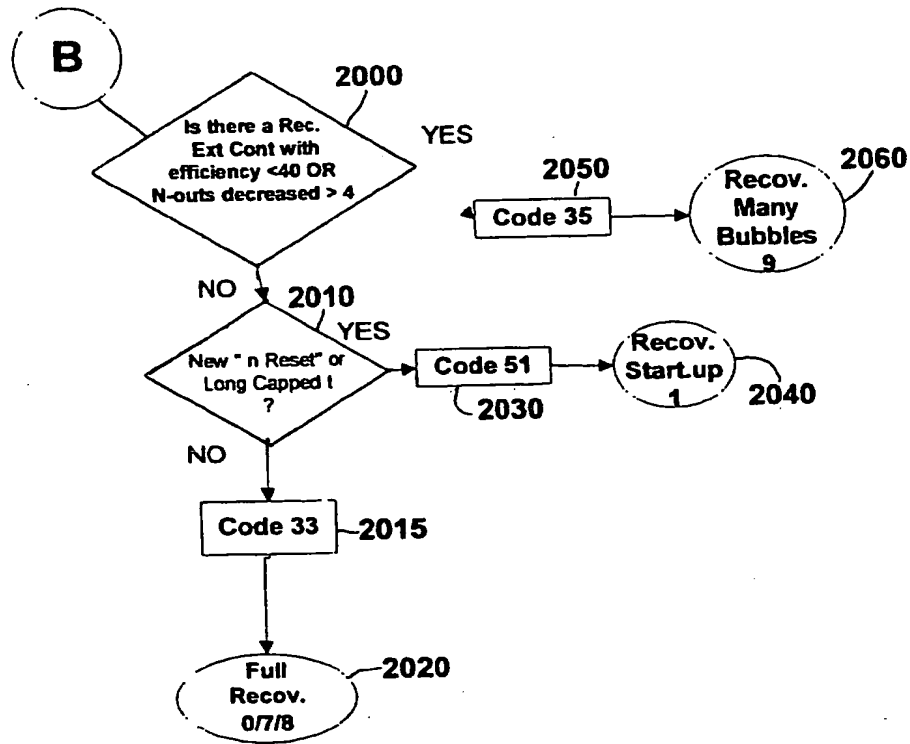 B
2000
Is there a Rec.
Ext Cont with
efficiency <40 OR
N-outs decreased > 4
YES
2050
Code 35
2060
Recov.
Many
Bubbles
9
NO
2010
YES
New " n Reset" or
Long Capped t
?
Code 51
2030
Recov.
Start.up
1
2040
NO
Code 33
2015
Full
Recov.
0/7/8
2020